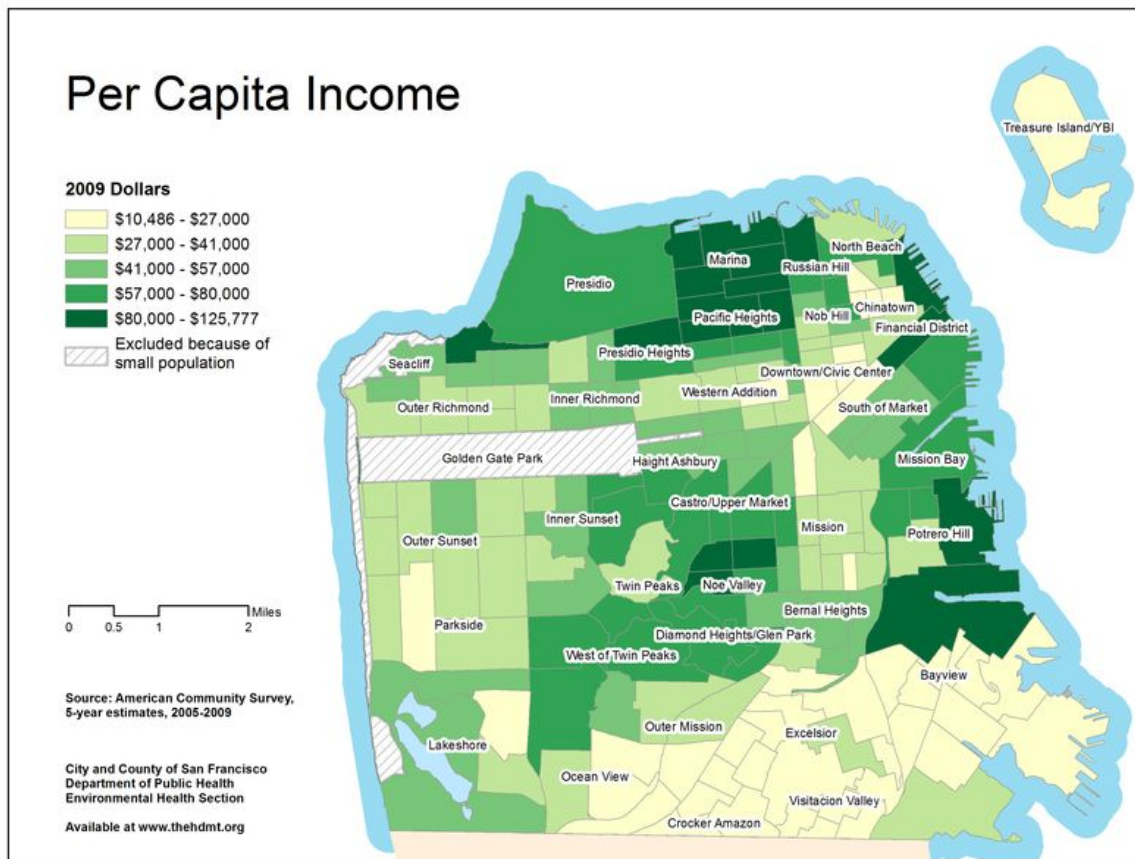 Per Capita Income
2009 Dollars
$10,486 - $27,000
$27,000 - $41,000
$41,000 - $57,000
$57,000 - $80,000
$80,000 - $125,777
Excluded because of
small population
Treasure Island/YBI
North Beach
Marina
Russian Hill
Presidio
Chinatown
Pacific Heights
Nob Hill
Financial District
Presidio Heights
Seacliff
Downtown/Civic Center
Western Addition
Inner Richmond
Outer Richmond
South of Market
Golden Gate Park
Haight Ashbury
Mission Bay
Castro/Upper Market
Inner Sunset
Mission
Potrero Hill
Outer Sunset
Twin Peaks
Noe Valley
Bernal Heights
Parkside
Diamond Heights/Glen Park
West of Twin Peaks
Bayview
Outer Mission
Excelsior
Lakeshore
Ocean View
Visitacion Valley
Crocker Amazon
Miles
0 0.5 1 2
Source: American Community Survey,
5-year estimates, 2005-2009
City and County of San Francisco
Department of Public Health
Environmental Health Section
Available at www.thehdmt.org